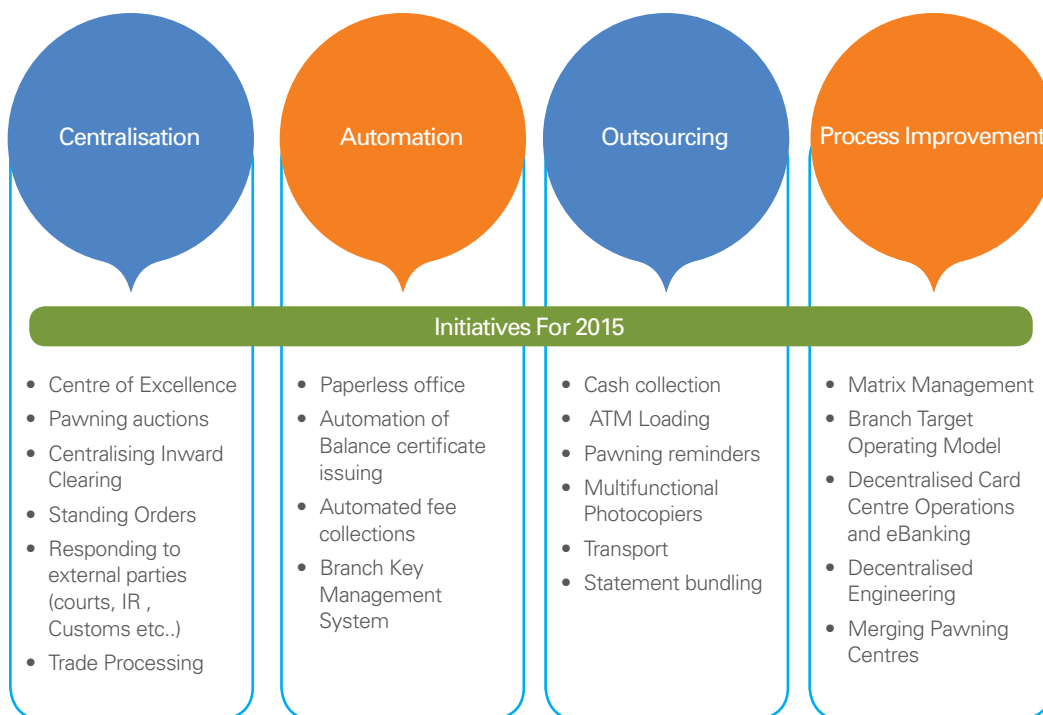 Centralisation
Automation
Outsourcing
Process Improvement
Initiatives For 2015
• Centre of Excellence
• Pawning auctions
• Centralising Inward
Clearing
• Standing Orders
• Responding to
external parties
(courts, IR ,
Customs etc..)
• Trade Processing
• Paperless office
• Automation of
Balance certificate
issuing
• Automated fee
collections
• Branch Key
Management
System
• Cash collection
• ATM Loading
• Pawning reminders
• Multifunctional
Photocopiers
• Transport
• Statement bundling
• Matrix Management
• Branch Target
Operating Model
• Decentralised Card
Centre Operations
and eBanking
• Decentralised
Engineering
• Merging Pawning
Centres